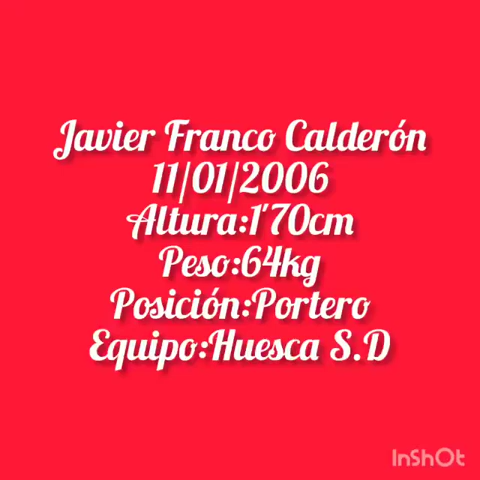 Javier Franco Calderón
11/01/2006
Altura:1'70cm
Peso:64kg
Posición:Portero
Equipo:Huesca S.D
InShOt